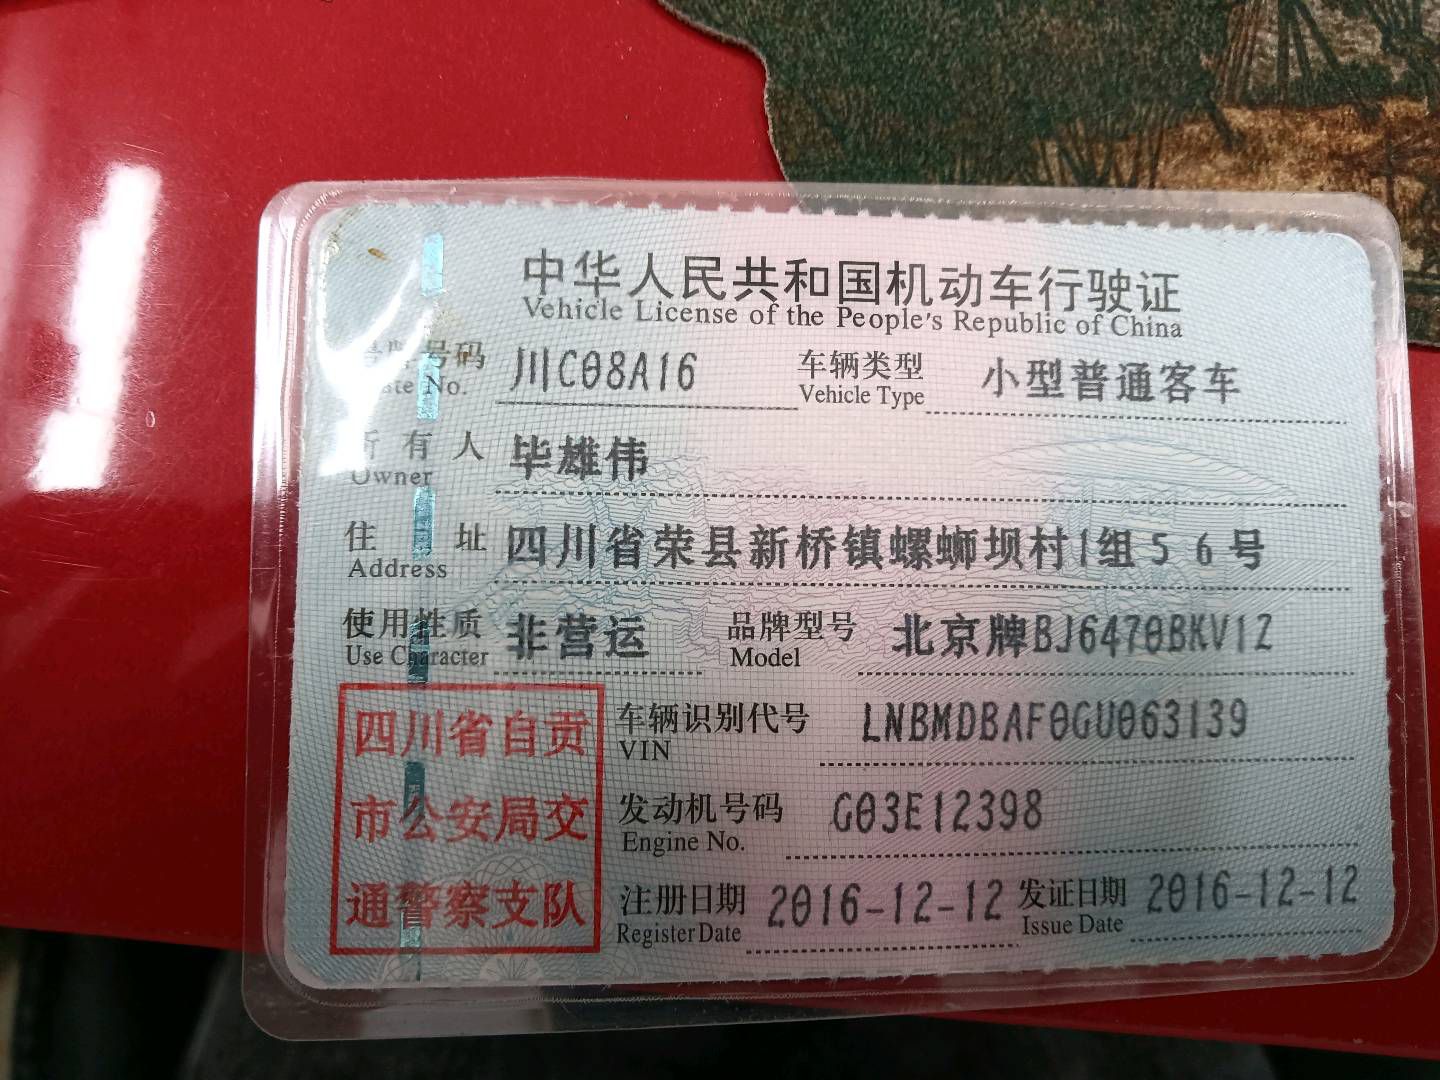 中华人民共和国机动车行驶证
Vehicle License of the People's Republic of China
号码 川C08A16 车辆类型 小型普通客车
No. Vehicle Type
所有人 毕雄伟
Owner
住址 四川省荣县新桥镇螺蛳坝村1组56号
Address
使用性质 非营运 品牌型号 北京牌BJ6470BKV1Z
Use Character Model
四川省自贡 车辆识别代号 LNBMDBAF0GU063139
VIN
市公安局交 发动机号码 G03E12398
Engine No.
通警察支队 注册日期 2016-12-12 发证日期 2016-12-12
Register Date Issue Date